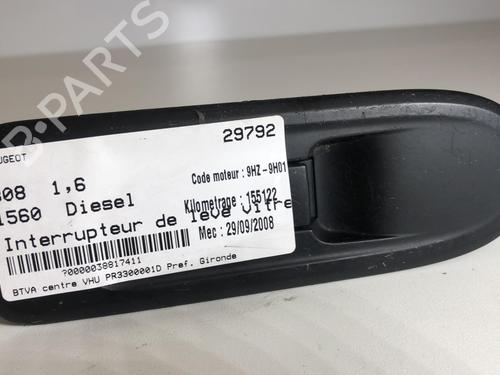 29792
UGEOT
308 1,6
1560 Diesel
Code moteur : 9HZ - 9H01
Kilometrage : 155122
Interrupteur de leve vitre
Mec : 29/09/2008
?0000038817411
BTVA centre VHU PR3300001D Pref. Gironde
B-PARTS